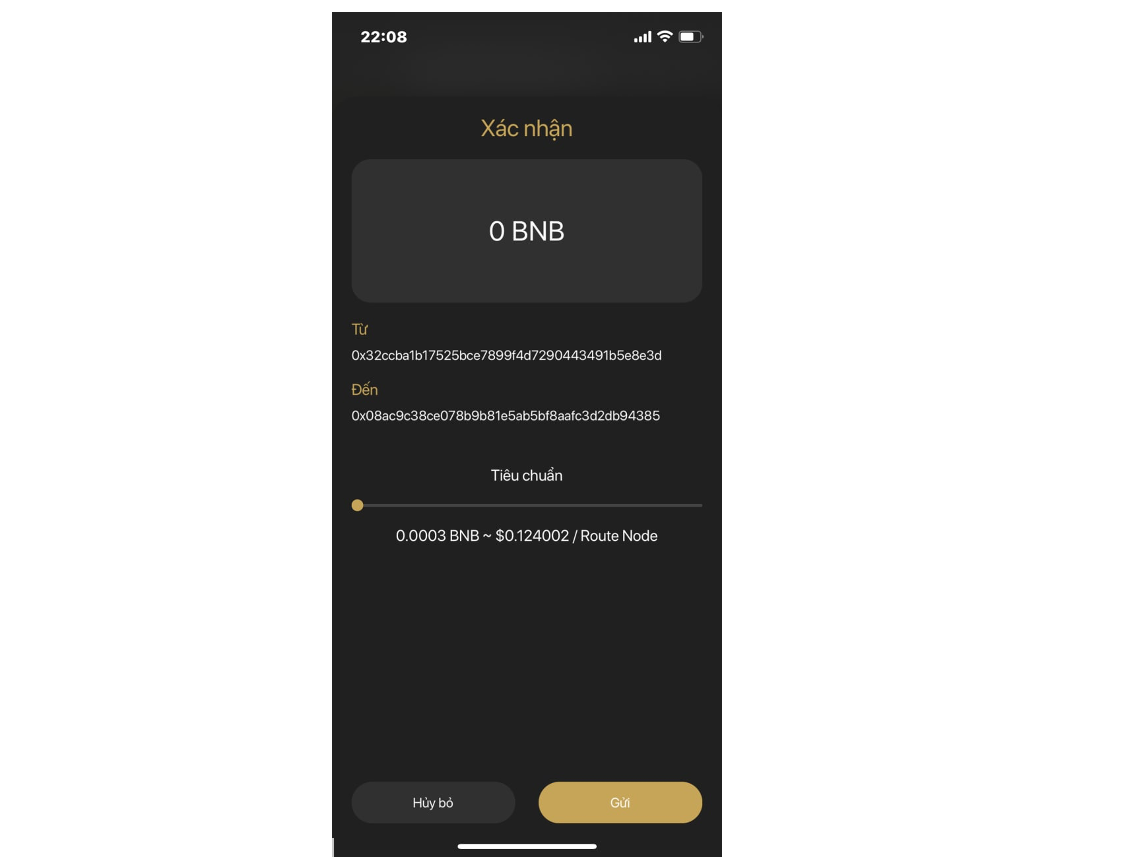 22:08
Xác nhận
0 BNB
Từ
0x32ccba1b17525bce7899f4d7290443491b5e8e3d
Đến
0x08ac9c38ce078b9b81e5ab5bf8aafc3d2db94385
Tiêu chuẩn
0.0003 BNB ~ $0.124002 / Route Node
Hủy bỏ
Gửi